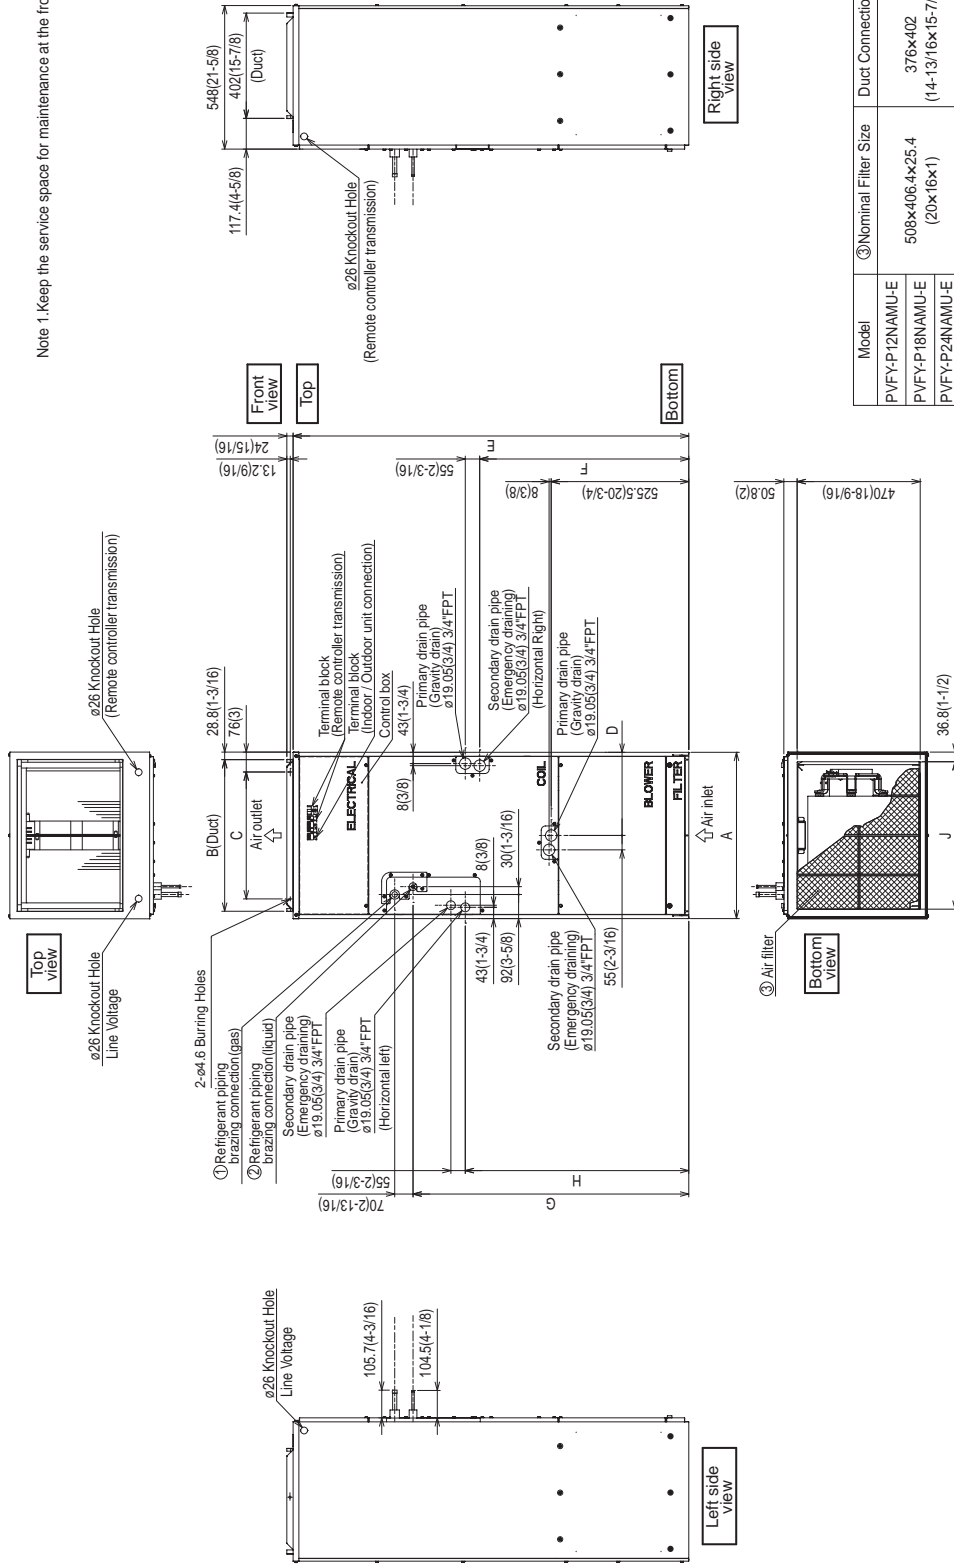 Note 1.Keep the service space for maintenance at the fro
548(21-5/8)
402(15-7/8)
(Duct)
117.4(4-5/8)
ø26 Knockout Hole
(Remote controller transmission)
Right side
view
Model
③Nominal Filter Size
Duct Connectio
PVFY-P12NAMU-E
PVFY-P18NAMU-E
PVFY-P24NAMU-E
508×406.4×25.4
(20×16×1)
376×402
(14-13/16×15-7/
Front
view
Top
Bottom
24(15/16)
13.2(9/16)
E
55(2-3/16)
F
8(3/8)
525.5(20-3/4)
50.8(2)
470(18-9/16)
ø26 Knockout Hole
(Remote controller transmission)
28.8(1-3/16)
76(3)
Terminal block
(Remote controller transmission)
Terminal block
(Indoor / Outdoor unit connection)
Control box
43(1-3/4)
8(3/8)
Primary drain pipe
(Gravity drain)
ø19.05(3/4) 3/4"FPT
Secondary drain pipe
(Emergency draining)
ø19.05(3/4) 3/4"FPT
(Horizontal Right)
Primary drain pipe
(Gravity drain)
ø19.05(3/4) 3/4"FPT
D
B(Duct)
C
Air outlet
ELECTRICAL
COIL
BLOWER
FILTER
Air inlet
A
8(3/8)
30(1-3/16)
43(1-3/4)
92(3-5/8)
Secondary drain pipe
(Emergency draining)
ø19.05(3/4) 3/4"FPT
55(2-3/16)
Top
view
ø26 Knockout Hole
Line Voltage
2-ø4.6 Burring Holes
①Refrigerant piping
brazing connection(gas)
②Refrigerant piping
brazing connection(liquid)
Secondary drain pipe
(Emergency draining)
ø19.05(3/4) 3/4"FPT
Primary drain pipe
(Gravity drain)
ø19.05(3/4) 3/4"FPT
(Horizontal left)
55(2-3/16)
70(2-13/16)
H
G
③ Air filter
Bottom
view
36.8(1-1/2)
J
ø26 Knockout Hole
Line Voltage
105.7(4-3/16)
104.5(4-1/8)
Left side
view